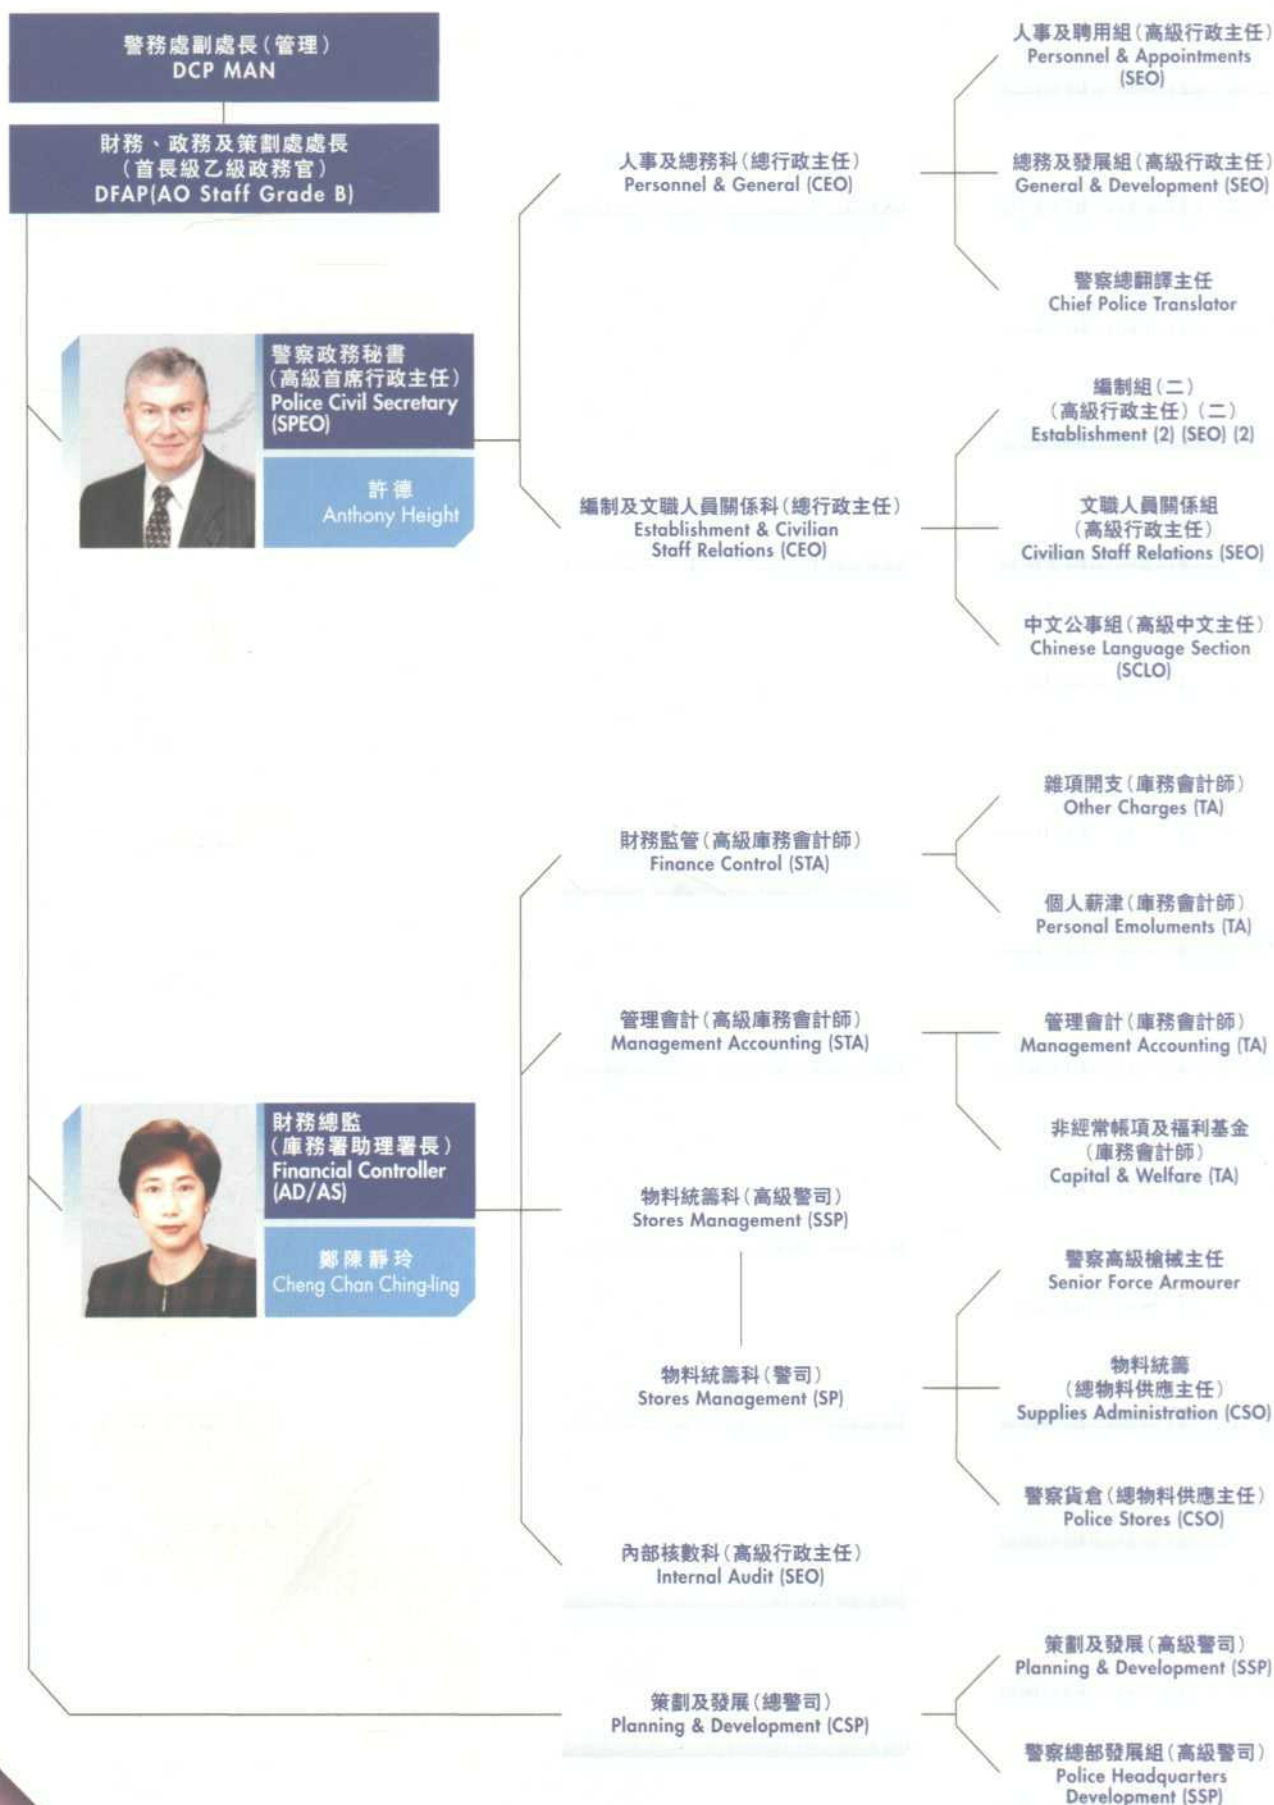 警務處副處長(管理)
DCP MAN
財務、政務及策劃處處長
(首長級乙級政務官)
DFAP(AO Staff Grade B)
警察政務秘書
(高級首席行政主任)
Police Civil Secretary
(SPEO)
許德
Anthony Height
人事及總務科(總行政主任)
Personnel & General (CEO)
人事及聘用組(高級行政主任)
Personnel & Appointments
(SEO)
總務及發展組(高級行政主任)
General & Development (SEO)
警察總翻譯主任
Chief Police Translator
編制及文職人員關係科(總行政主任)
Establishment & Civilian
Staff Relations (CEO)
編制組(二)
(高級行政主任)(二)
Establishment (2) (SEO) (2)
文職人員關係組
(高級行政主任)
Civilian Staff Relations (SEO)
中文公事組(高級中文主任)
Chinese Language Section
(SCLO)
財務總監
(庫務署助理署長)
Financial Controller
(AD/AS)
鄭陳靜玲
Cheng Chan Ching-ling
財務監管(高級庫務會計師)
Finance Control (STA)
雜項開支(庫務會計師)
Other Charges (TA)
個人薪津(庫務會計師)
Personal Emoluments (TA)
管理會計(高級庫務會計師)
Management Accounting (STA)
管理會計(庫務會計師)
Management Accounting (TA)
非經常帳項及福利基金
(庫務會計師)
Capital & Welfare (TA)
物料統籌科(高級警司)
Stores Management (SSP)
物料統籌科(警司)
Stores Management (SP)
警察高級槍械主任
Senior Force Armourer
物料統籌
(總物料供應主任)
Supplies Administration (CSO)
警察貨倉(總物料供應主任)
Police Stores (CSO)
內部核數科(高級行政主任)
Internal Audit (SEO)
策劃及發展(總警司)
Planning & Development (CSP)
策劃及發展(高級警司)
Planning & Development (SSP)
警察總部發展組(高級警司)
Police Headquarters
Development (SSP)